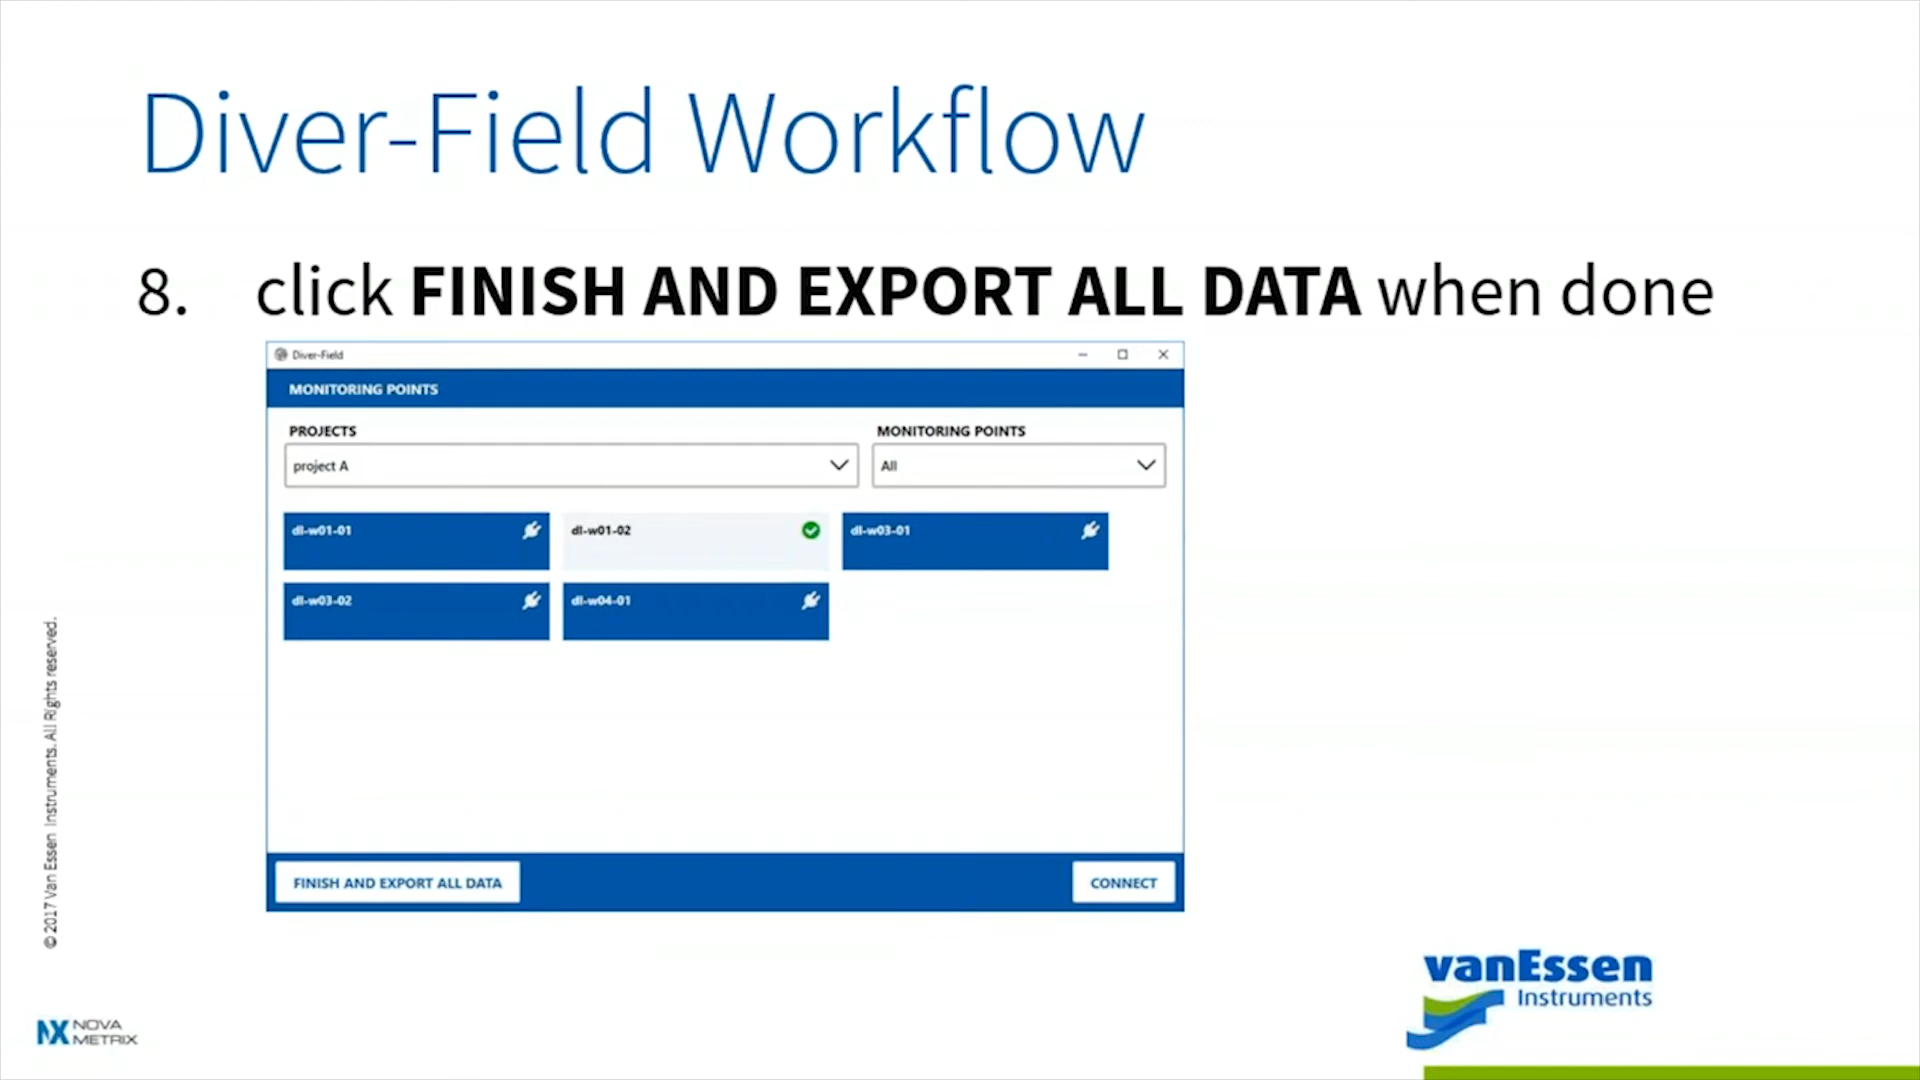 Diver-Field Workflow
8. click FINISH AND EXPORT ALL DATA when done
Diver-Field
MONITORING POINTS
PROJECTS
MONITORING POINTS
project A
All
dl-w01-01
dl-w01-02
dl-w03-01
dl-w03-02
dl-w04-01
FINISH AND EXPORT ALL DATA
CONNECT
© 2017 Van Essen Instruments. All Rights reserved.
NOVA
METRIX
vanEssen
Instruments